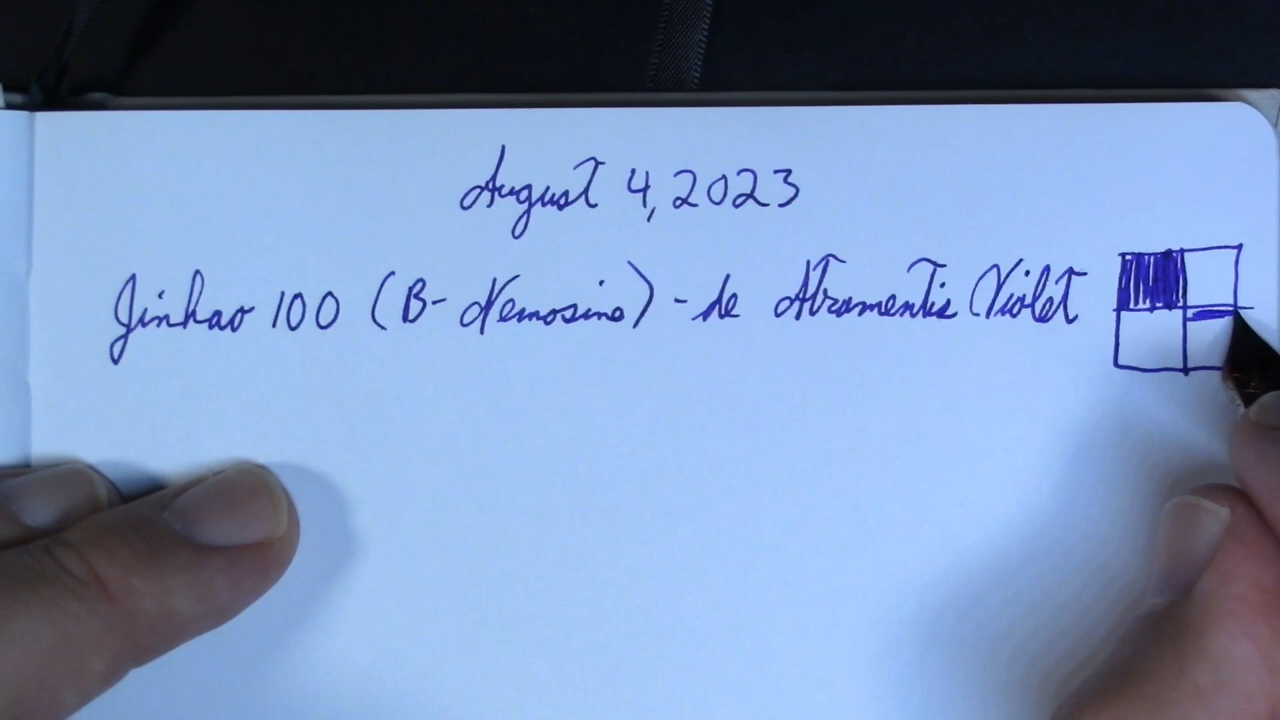 August 4, 2023
Jinhao 100 (B-Nemosine) - de Atramentis Violet